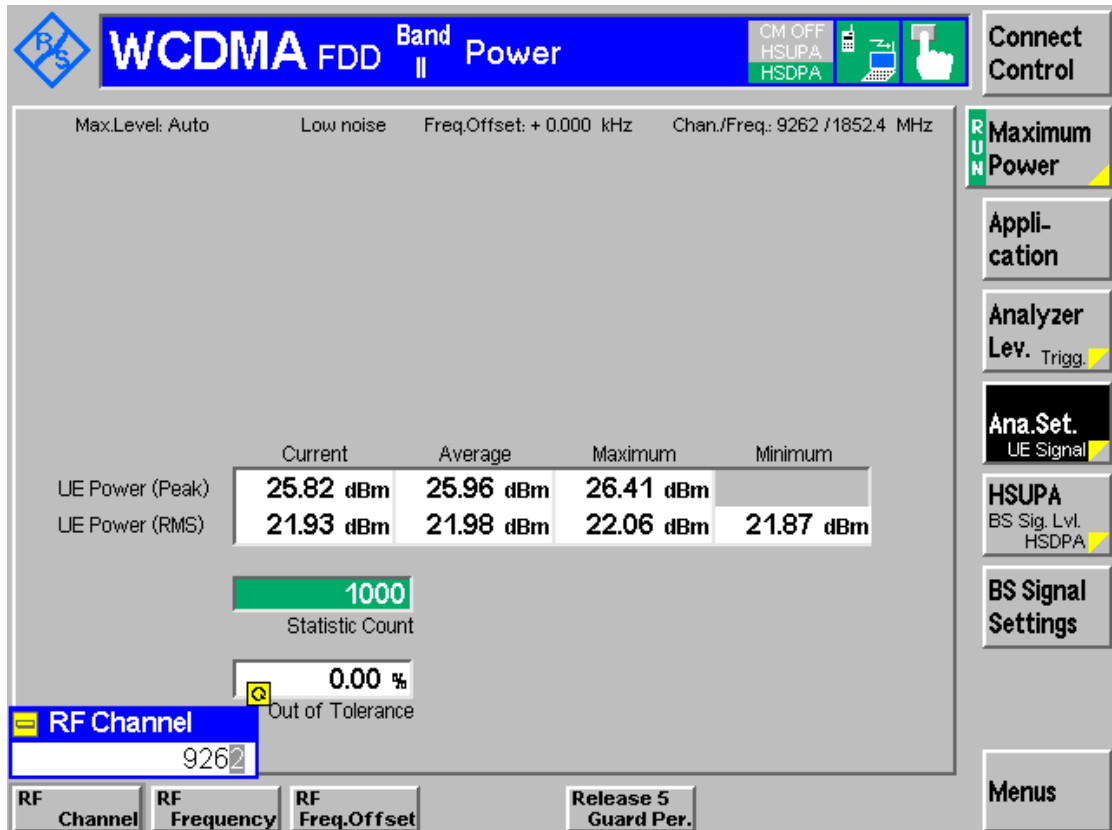 R/S
WCDMA FDD Band II Power
CM OFF
HSUPA
HSDPA
Connect Control
Max.Level: Auto Low noise Freq.Offset: + 0.000 kHz Chan./Freq.: 9262 / 1852.4 MHz
RUN
Maximum Power
Appli-
cation
Analyzer
Lev. Trigg.
Ana.Set.
UE Signal
HSUPA
BS Sig. Lvl.
HSDPA
BS Signal
Settings
Current Average Maximum Minimum
UE Power (Peak) 25.82 dBm 25.96 dBm 26.41 dBm
UE Power (RMS) 21.93 dBm 21.98 dBm 22.06 dBm 21.87 dBm
1000
Statistic Count
0.00 %
Out of Tolerance
RF Channel
9262
RF Channel
RF Frequency
RF Freq.Offset
Release 5 Guard Per.
Menus